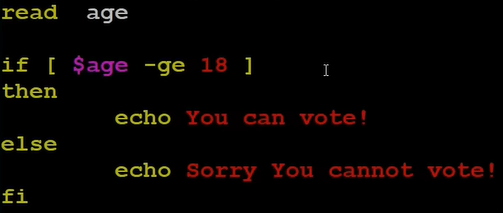 read age
if [ $age -ge 18 ]
then
echo You can vote!
else
echo Sorry You cannot vote!
fi